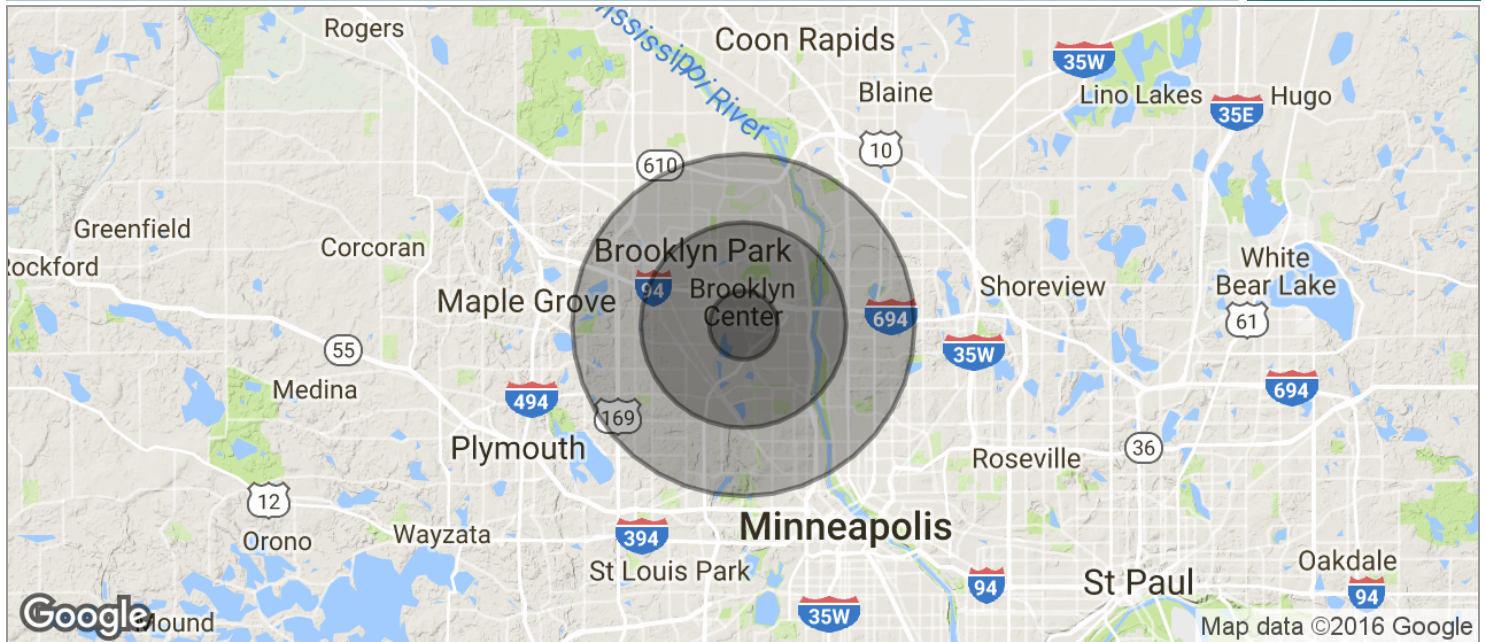 Rogers
Coon Rapids
Mississippi River
35W
Blaine
Lino Lakes
Hugo
35E
10
610
Greenfield
Corcoran
Brooklyn Park
White
Bear Lake
Rockford
94
Brooklyn
Center
Shoreview
Maple Grove
694
61
55
35W
Medina
494
694
169
Plymouth
Roseville
36
12
Minneapolis
Orono
Wayzata
394
St Louis Park
94
St Paul
Oakdale
94
35W
Google
Mound
Map data ©2016 Google